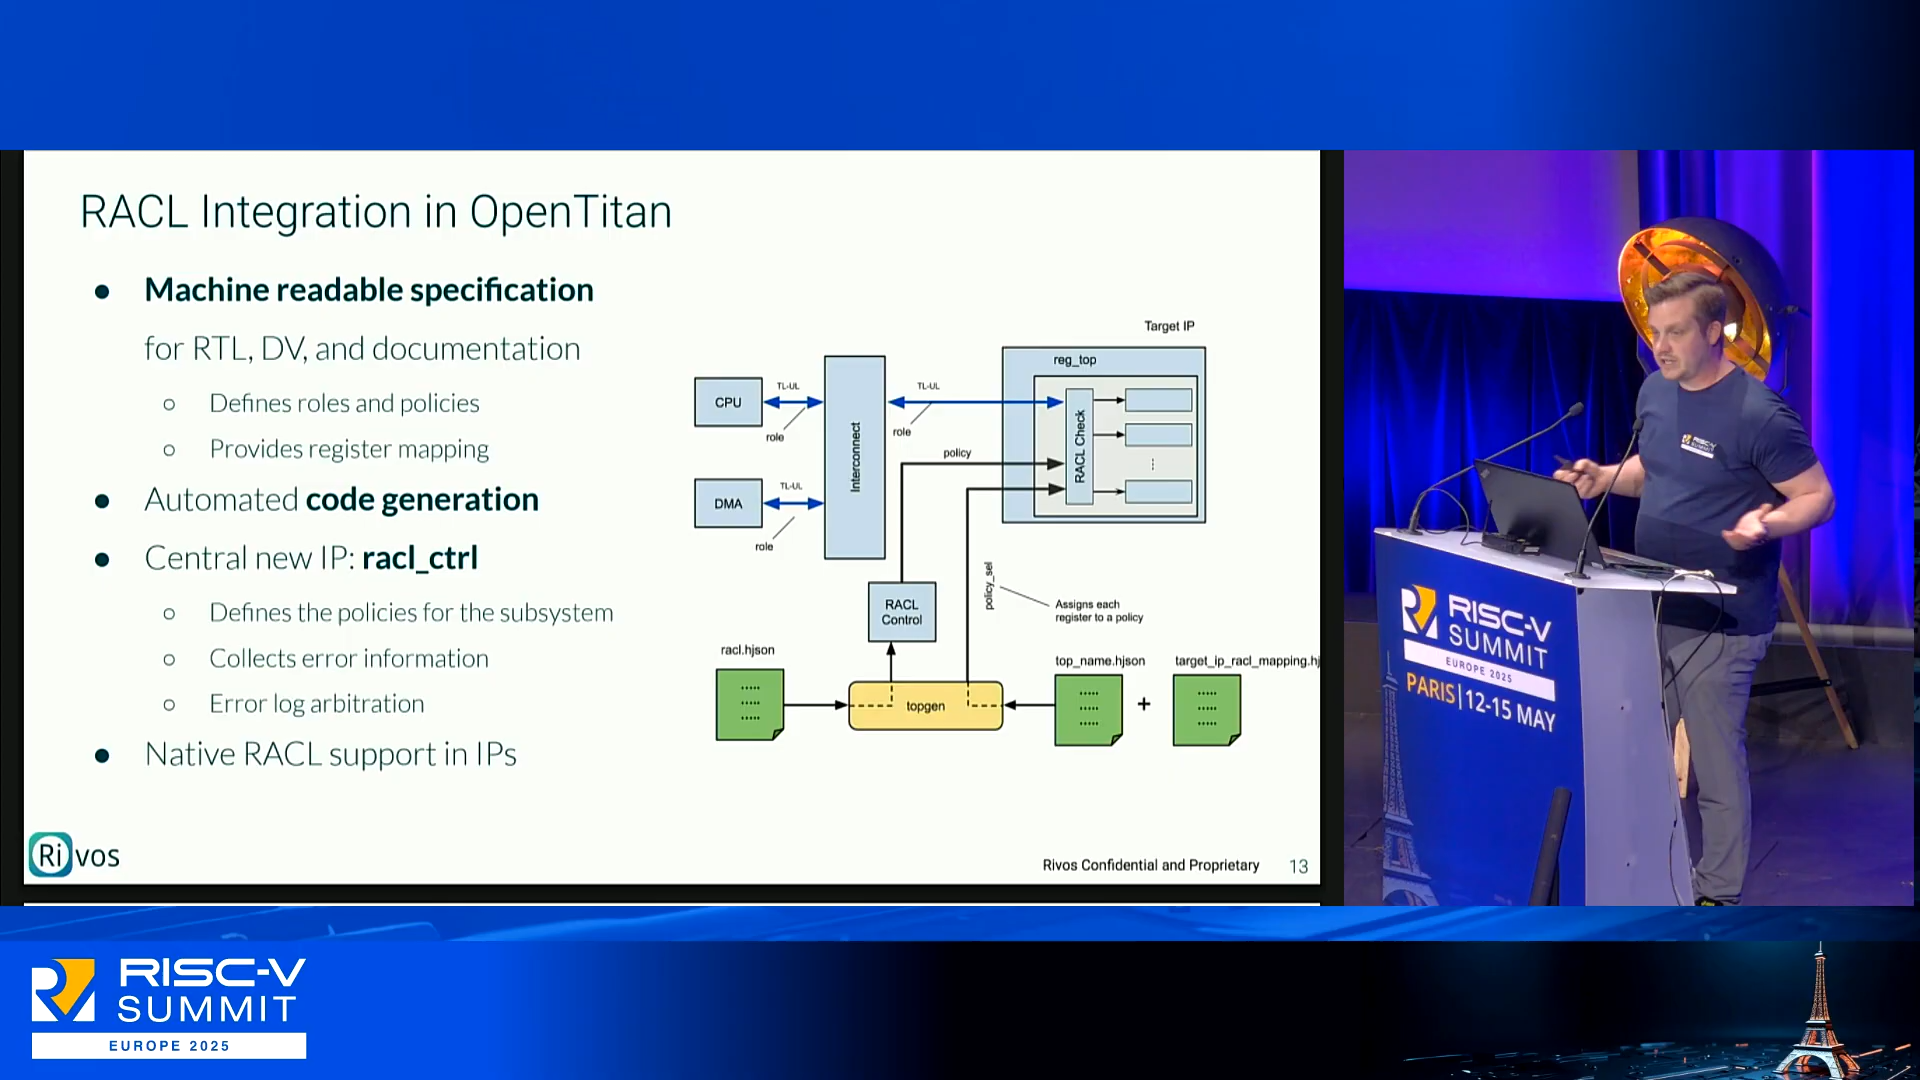 RACL Integration in OpenTitan
● Machine readable specification
for RTL, DV, and documentation
○ Defines roles and policies
○ Provides register mapping
● Automated code generation
● Central new IP: racl_ctrl
○ Defines the policies for the subsystem
○ Collects error information
○ Error log arbitration
● Native RACL support in IPs
Target IP
reg_top
CPU
TL-UL
role
Interconnect
TL-UL
role
RACL Check
policy
DMA
TL-UL
role
RACL
Control
policy_sel
Assigns each
register to a policy
racl.hjson
topgen
top_name.hjson
+
target_ip_racl_mapping.hj
Rivos
Rivos Confidential and Proprietary
13
RISC-V
SUMMIT
RISC-V
SUMMIT
EUROPE 2025
PARIS | 12-15 MAY
RISC-V
SUMMIT
EUROPE 2025